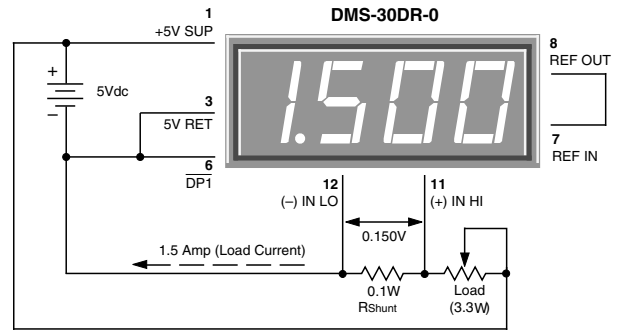 DMS-30DR-0
1
+5V SUP
8
REF OUT
+
5Vdc
−
1.500
3
5V RET
7
REF IN
6
DP1
12
(–) IN LO
11
(+) IN HI
0.150V
1.5 Amp (Load Current)
0.1W
RShunt
Load
(3.3W)